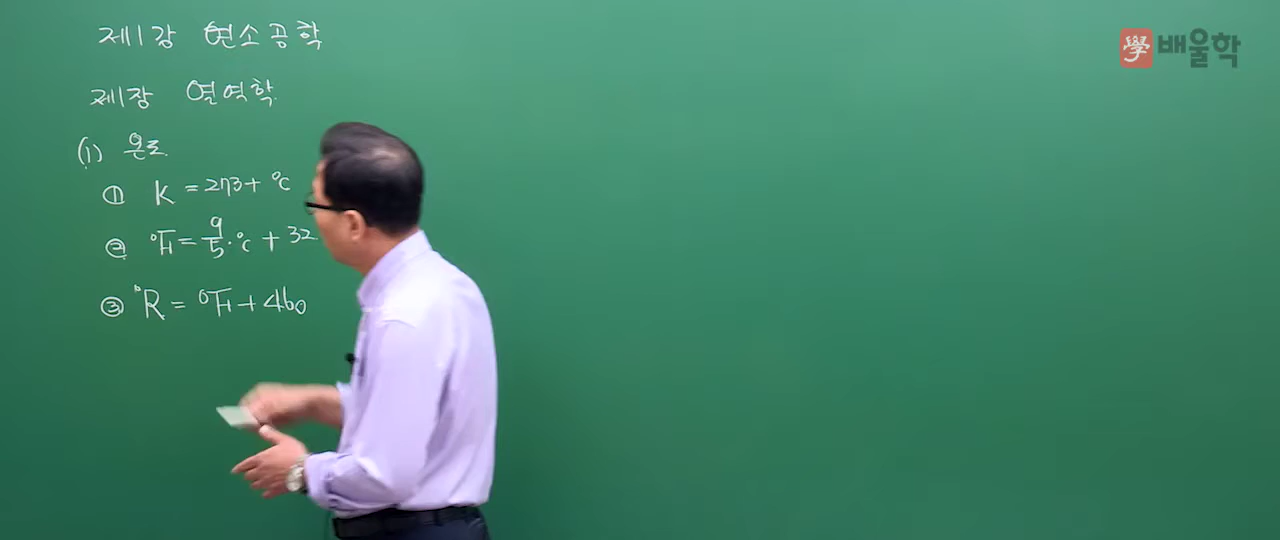 제1강 연소공학
제1장 열역학
(1) 온도
① K = 273 + °C
② °F = 9/5 · °C + 32
③ °R = °F + 460
學 배울학